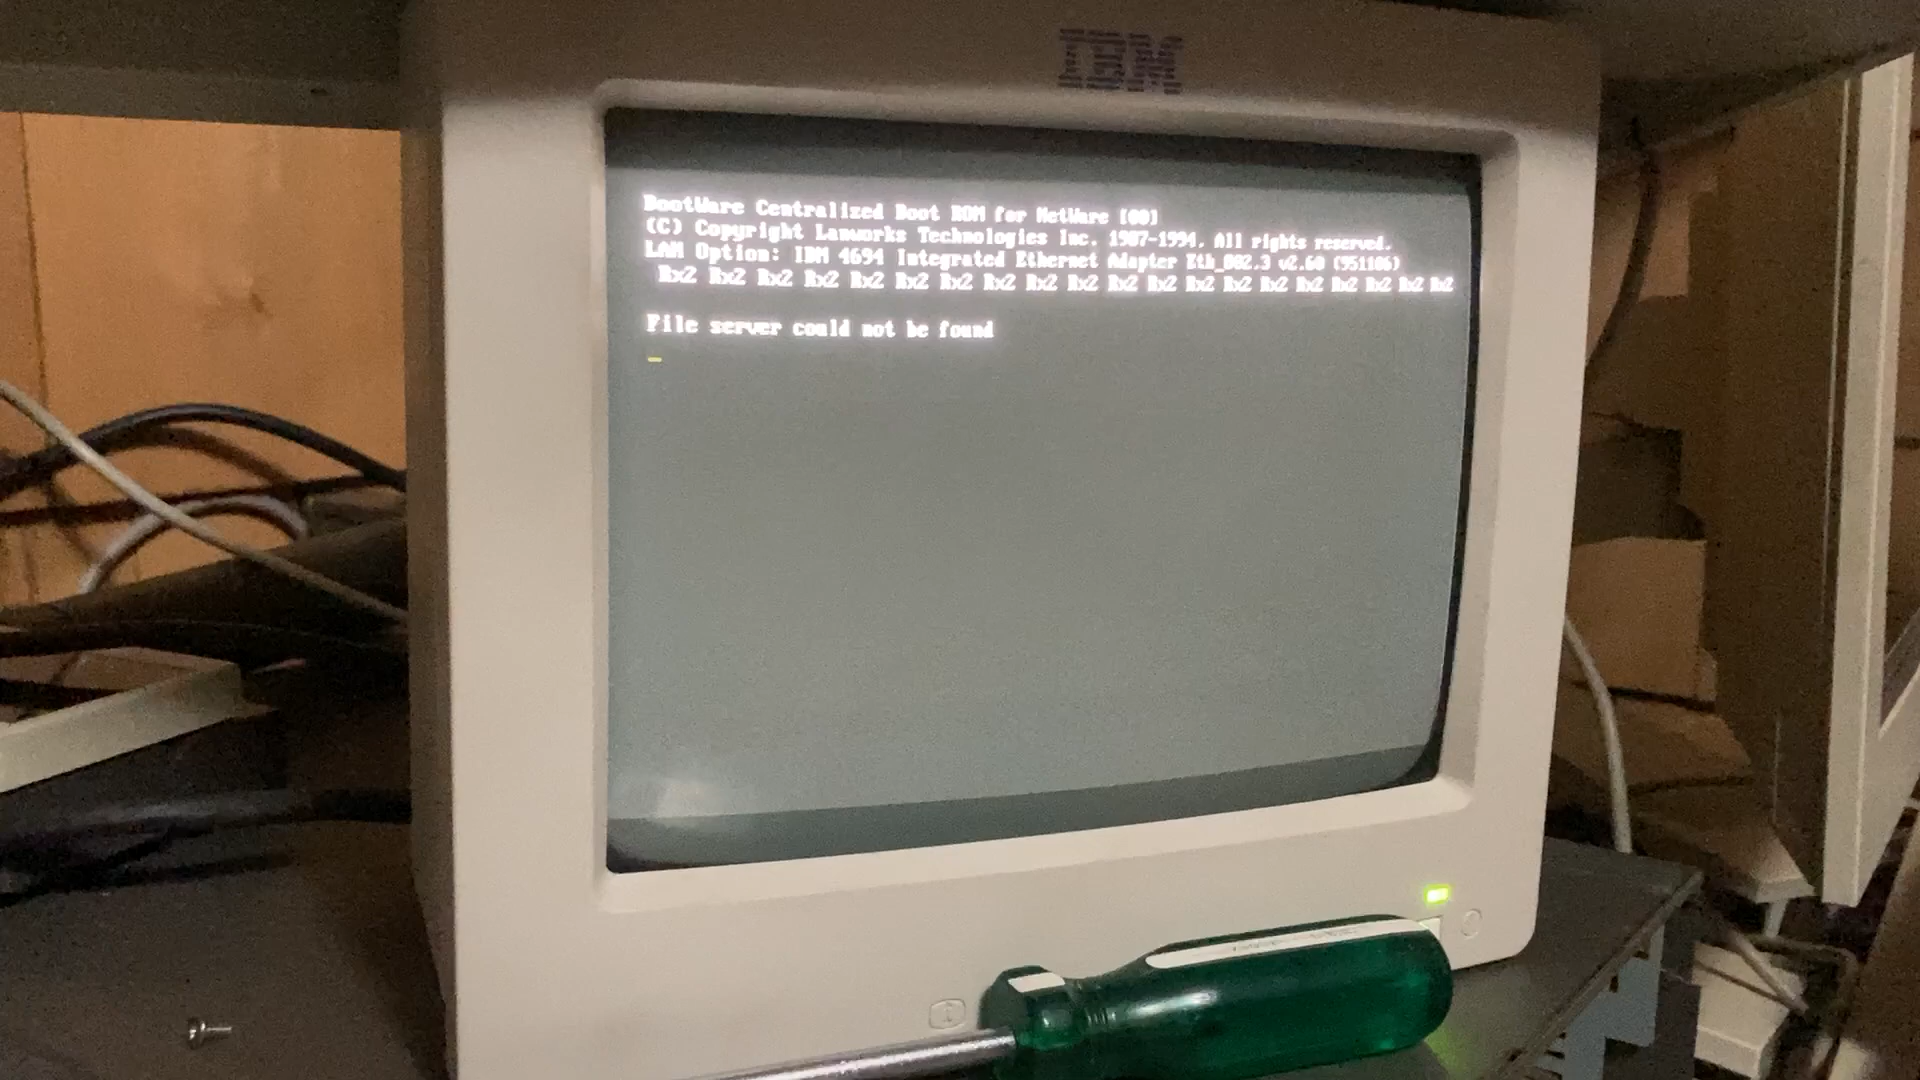 IBM
BootWare Centralized Boot ROM for NetWare [00]
(C) Copyright Lanworks Technologies Inc. 1987-1994. All rights reserved.
LAN Option: IBM 4694 Integrated Ethernet Adapter Eth_802.3 v2.60 (951106)
Rx2 Rx2 Rx2 Rx2 Rx2 Rx2 Rx2 Rx2 Rx2 Rx2 Rx2 Rx2 Rx2 Rx2 Rx2 Rx2 Rx2 Rx2 Rx2 Rx2
File server could not be found